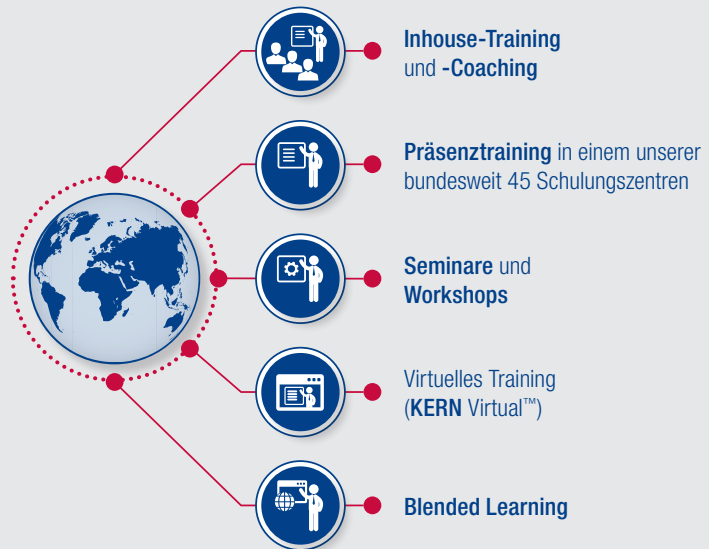 Inhouse-Training
und -Coaching
Präsenztraining in einem unserer
bundesweit 45 Schulungszentren
Seminare und
Workshops
Virtuelles Training
(KERN Virtual™)
Blended Learning